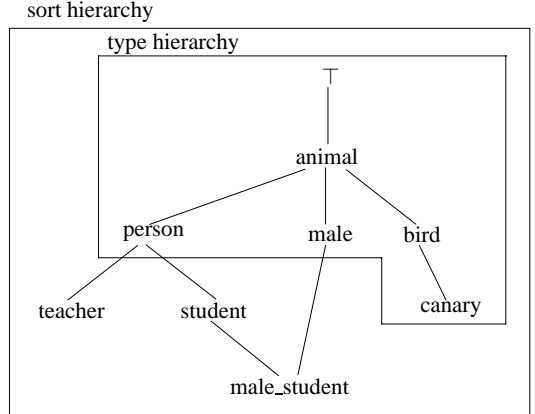 sort hierarchy
type hierarchy
⊤
animal
person male bird
teacher student canary
male_student